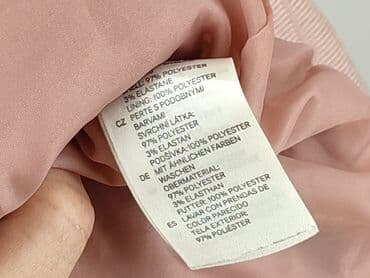 SHELL: 97% POLYESTER
3% ELASTANE
LINING: 100% POLYESTER
CZ PERTE S PODOBNÝMI
BARVAMI
SVRCHNÍ LÁTKA:
97% POLYESTER
3% ELASTAN
PODŠÍVKA:100% POLYESTER
DE MIT ÄHNLICHEN FARBEN
WASCHEN
OBERMATERIAL:
97% POLYESTER
3% ELASTHAN
FUTTER: 100% POLYESTER
ES LAVAR CON PRENDAS DE
COLOR PARECIDO
TELA EXTERIOR:
97% POLIÉSTER